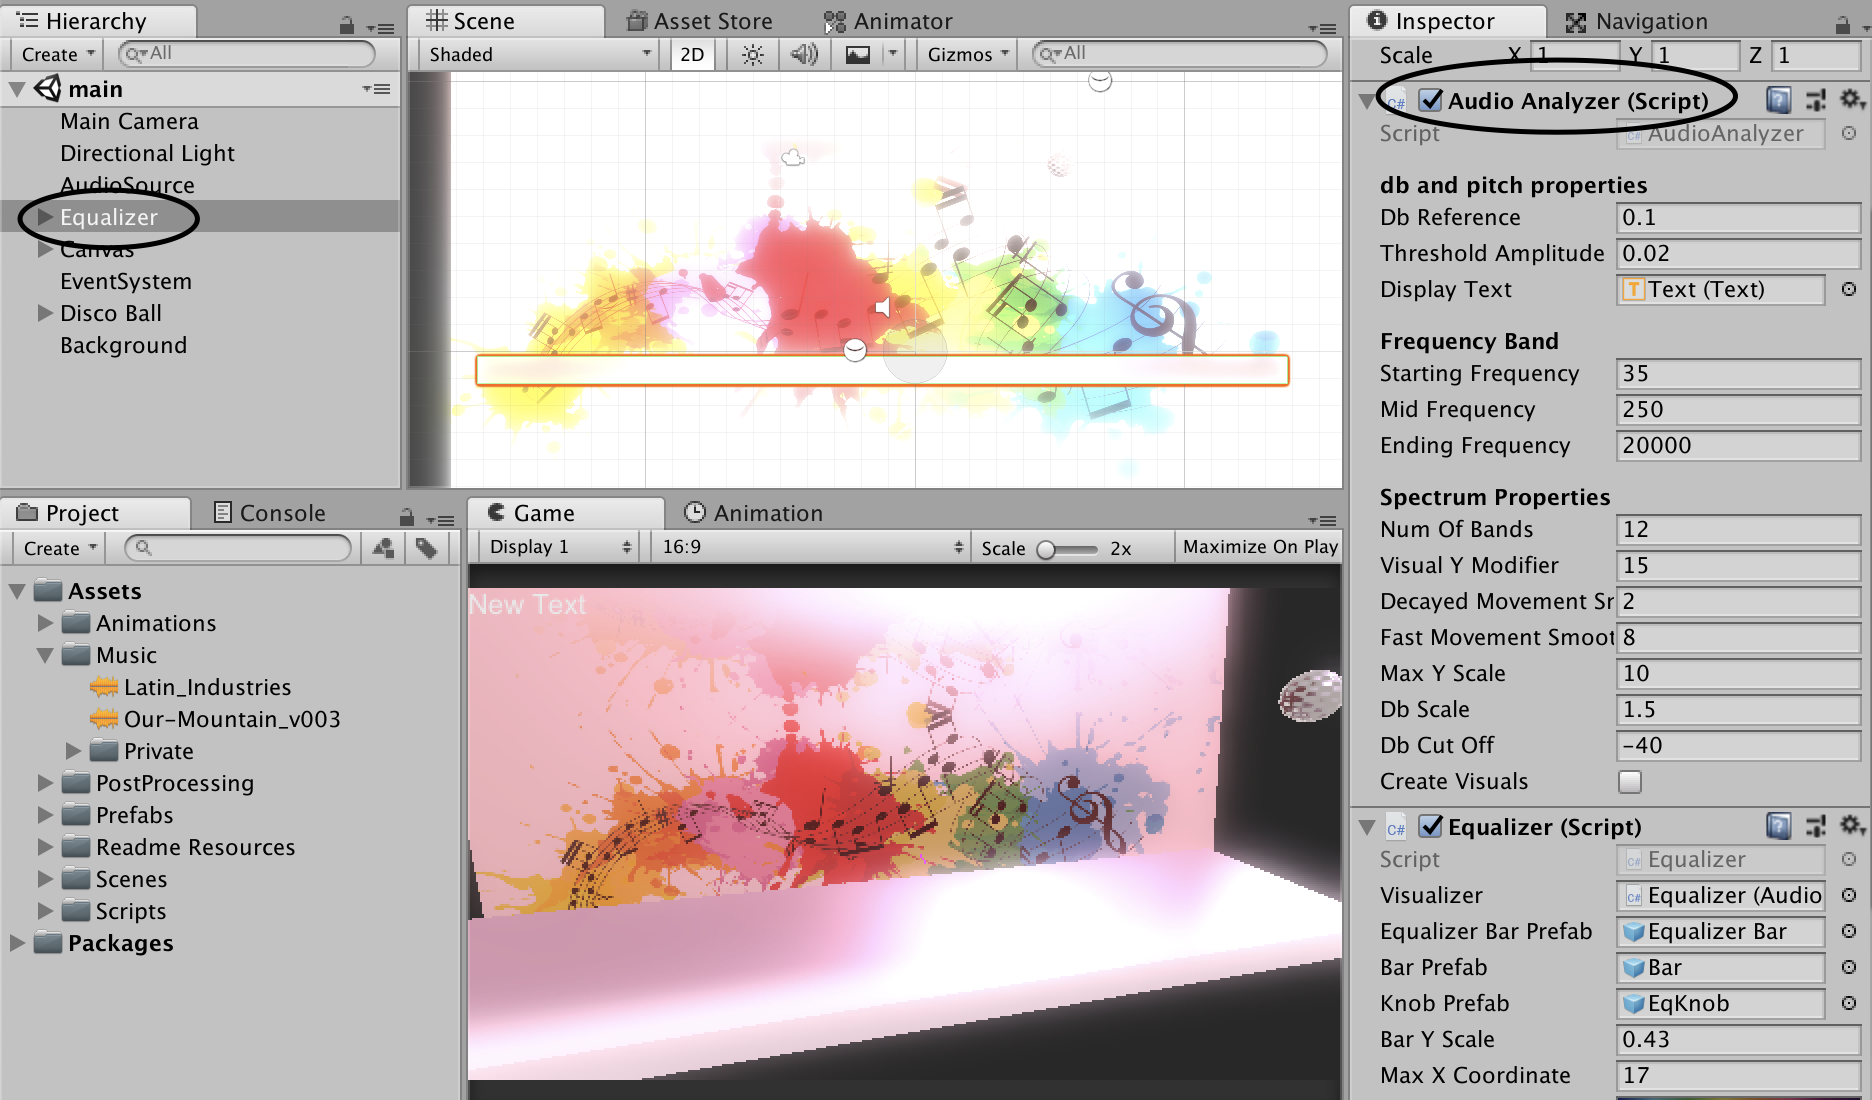 Hierarchy
Create
All
main
Main Camera
Directional Light
AudioSource
Equalizer
Canvas
EventSystem
Disco Ball
Background
Scene
Asset Store
Animator
Shaded
2D
Gizmos
All
Project
Console
Create
Assets
Animations
Music
Latin_Industries
Our-Mountain_v003
Private
PostProcessing
Prefabs
Readme Resources
Scenes
Scripts
Packages
Game
Animation
Display 1
16:9
Scale 2x
Maximize On Play
New Text
Inspector
Navigation
Scale X 1 Y 1 Z 1
C# Audio Analyzer (Script)
Script AudioAnalyzer
db and pitch properties
Db Reference 0.1
Threshold Amplitude 0.02
Display Text T Text (Text)
Frequency Band
Starting Frequency 35
Mid Frequency 250
Ending Frequency 20000
Spectrum Properties
Num Of Bands 12
Visual Y Modifier 15
Decayed Movement Sr 2
Fast Movement Smoot 8
Max Y Scale 10
Db Scale 1.5
Db Cut Off -40
Create Visuals
C# Equalizer (Script)
Script C# Equalizer
Visualizer C# Equalizer (Audio
Equalizer Bar Prefab Equalizer Bar
Bar Prefab Bar
Knob Prefab EqKnob
Bar Y Scale 0.43
Max X Coordinate 17